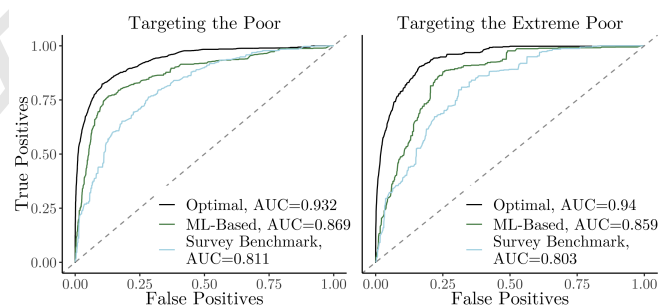 Targeting the Poor
Targeting the Extreme Poor
True Positives
1.00
0.75
0.50
0.25
0.00
Optimal, AUC=0.932
ML-Based, AUC=0.869
Survey Benchmark,
AUC=0.811
Optimal, AUC=0.94
ML-Based, AUC=0.859
Survey Benchmark,
AUC=0.803
0.00 0.25 0.50 0.75 1.00
0.00 0.25 0.50 0.75 1.00
False Positives
False Positives